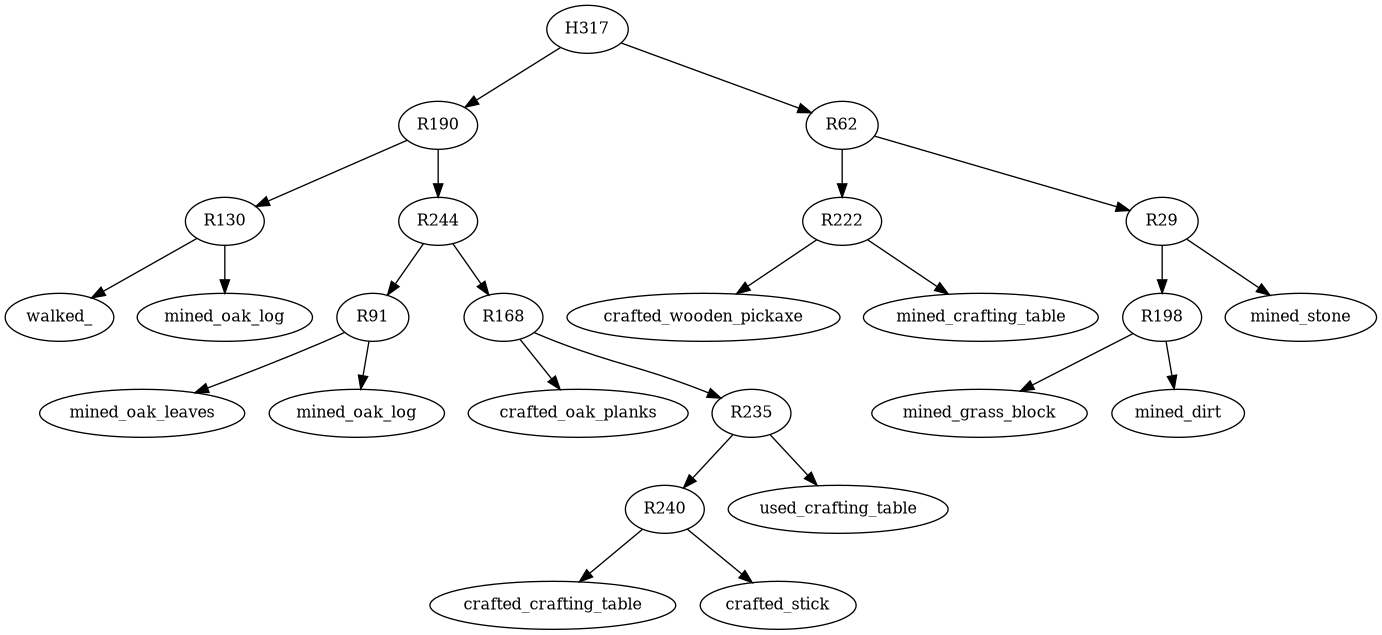 H317
R190
R62
R130
R244
R222
R29
walked_
mined_oak_log
R91
R168
crafted_wooden_pickaxe
mined_crafting_table
R198
mined_stone
mined_oak_leaves
mined_oak_log
crafted_oak_planks
R235
mined_grass_block
mined_dirt
R240
used_crafting_table
crafted_crafting_table
crafted_stick